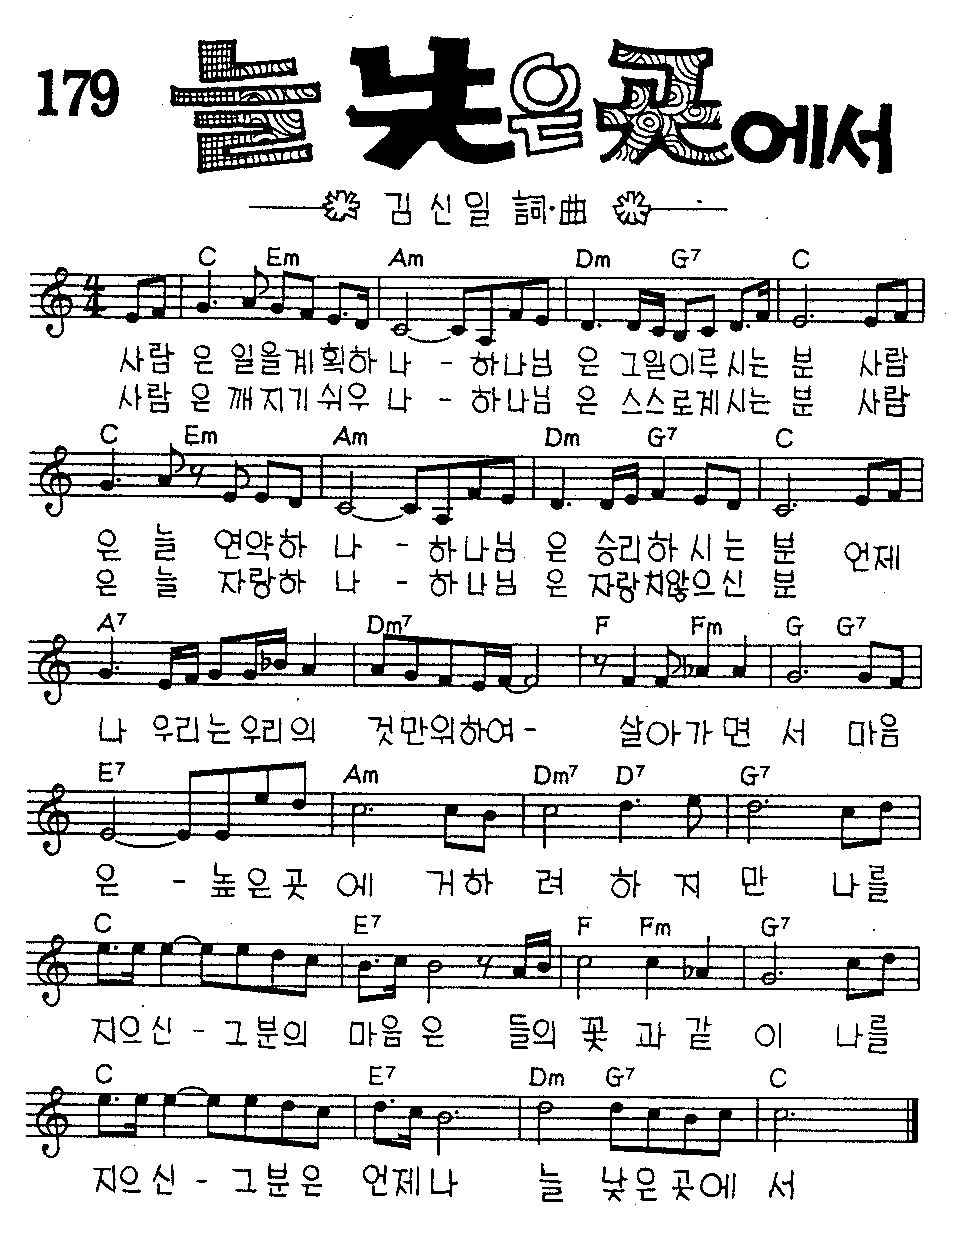 179 늘 낮은 곳에서
김신일 詞·曲
C Em Am Dm G7 C
사람 은 일을계획하 나 - 하나님 은 그일이루시는 분 사람
사람 은 깨지기쉬우 나 - 하나님 은 스스로계시는 분 사람
C Em Am Dm G7 C
은 늘 연약하 나 - 하나님 은 승리하시는 분 언제
은 늘 자랑하 나 - 하나님 은 자랑치않으신 분
A7 Dm7 F Fm G G7
나 우리는우리의 것만위하여- 살아가면 서 마음
E7 Am Dm7 D7 G7
은 - 높은곳 에 거하 려 하 지 만 나를
C E7 F Fm G7
지으신 - 그분의 마음은 들의 꽃 과 같 이 나를
C E7 Dm G7 C
지으신 - 그분은 언제나 늘 낮은곳에 서